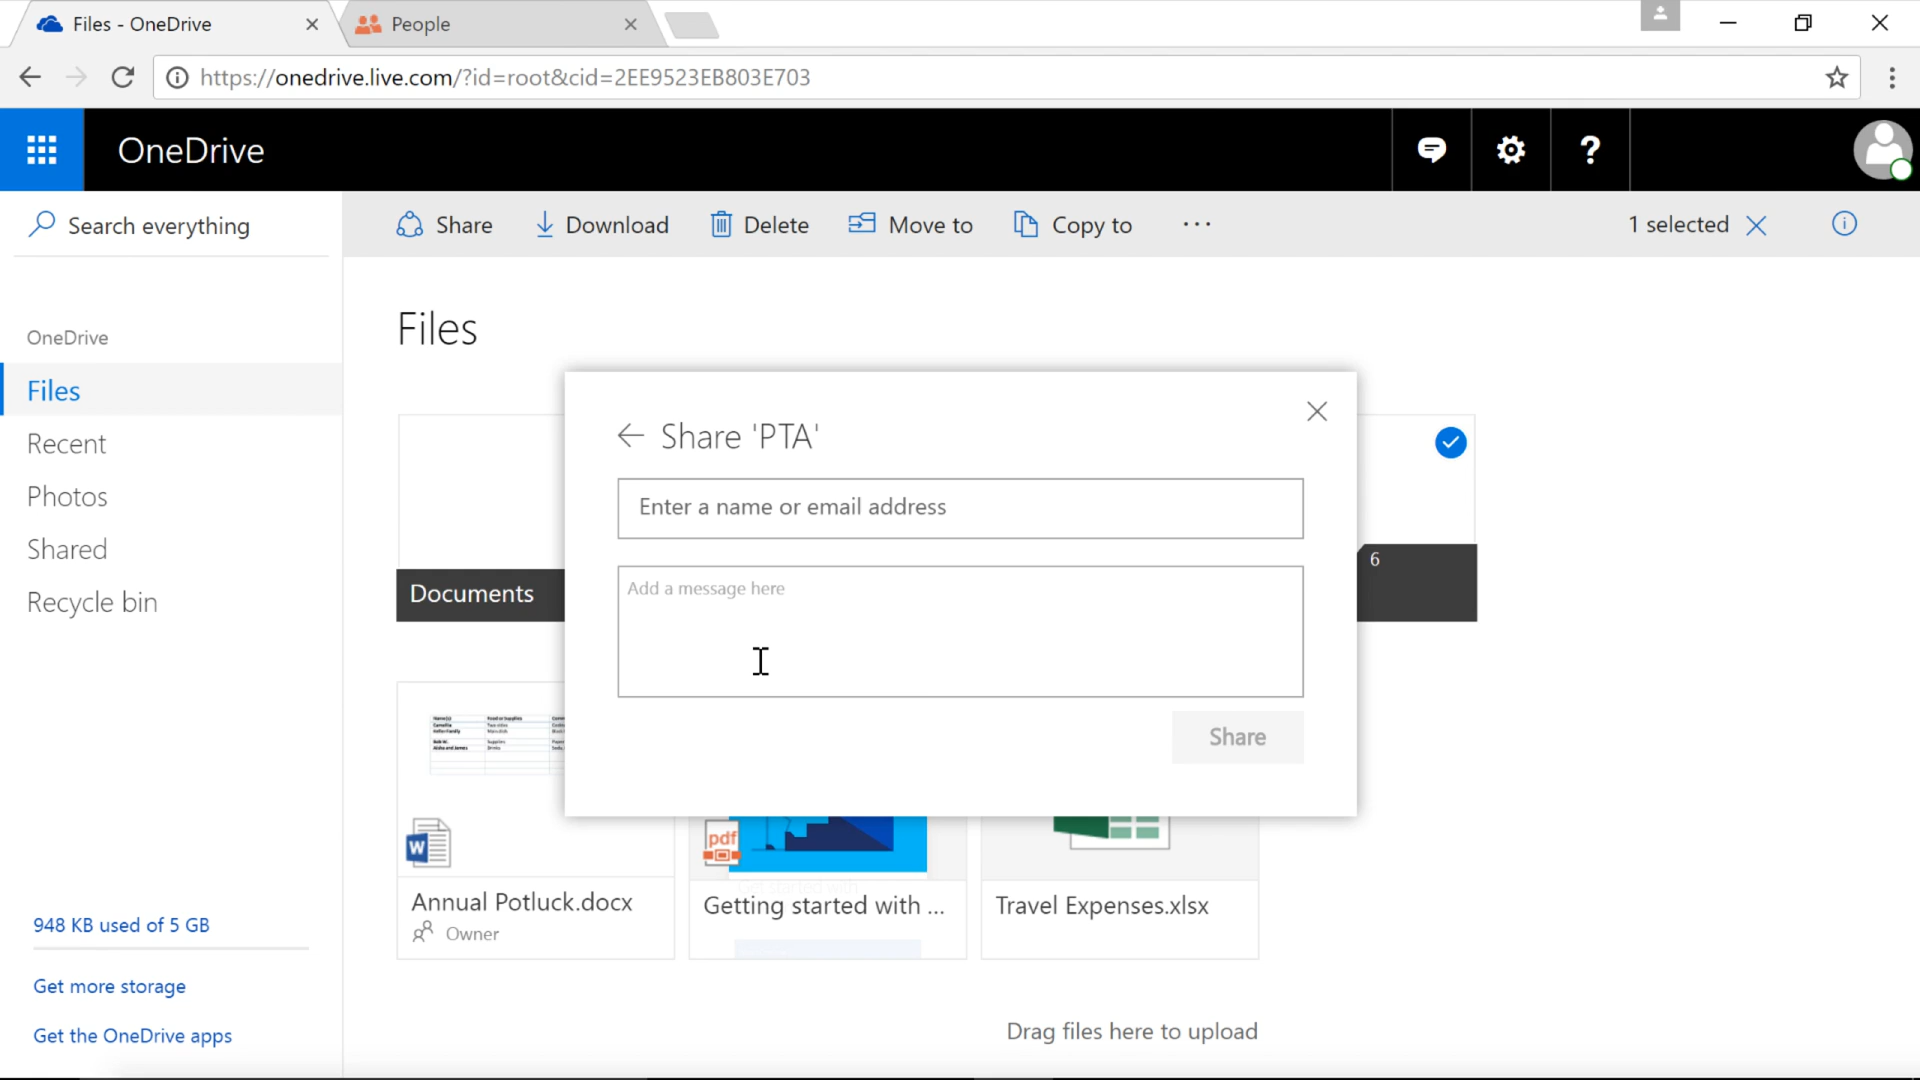 Files - OneDrive
People
https://onedrive.live.com/?id=root&cid=2EE9523EB803E703
OneDrive
?
Search everything
Share
Download
Delete
Move to
Copy to
1 selected
OneDrive
Files
Recent
Photos
Shared
Recycle bin
948 KB used of 5 GB
Get more storage
Get the OneDrive apps
Files
Share 'PTA'
Enter a name or email address
Add a message here
Share
Documents
6
W
Annual Potluck.docx
Owner
pdf
Getting started with ...
Travel Expenses.xlsx
Drag files here to upload